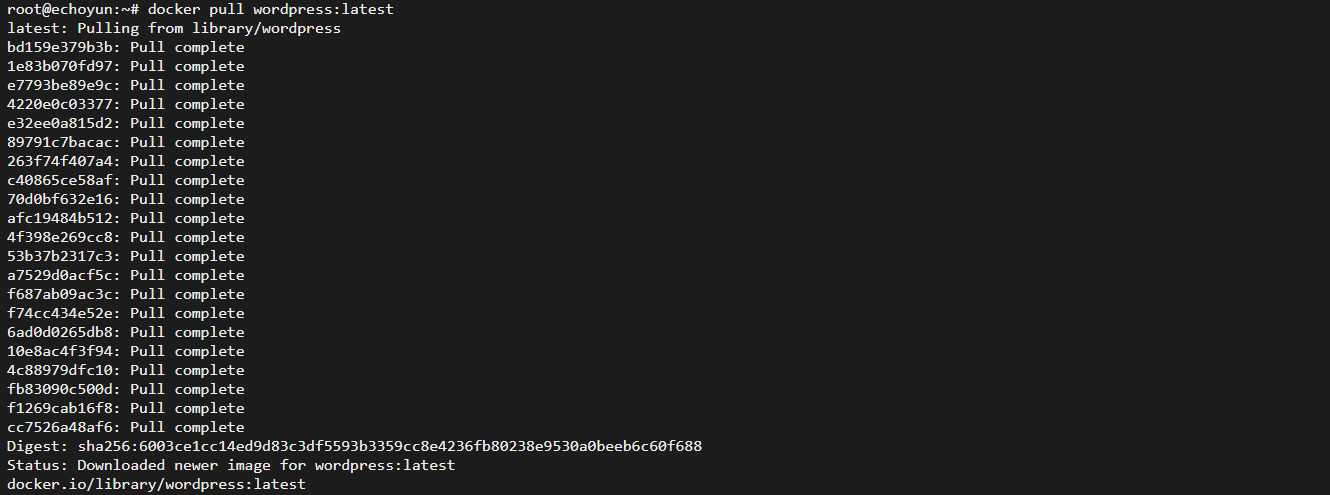 root@echoyun:~# docker pull wordpress:latest
latest: Pulling from library/wordpress
bd159e379b3b: Pull complete
1e83b070fd97: Pull complete
e7793be89e9c: Pull complete
4220e0c03377: Pull complete
e32ee0a815d2: Pull complete
89791c7bacac: Pull complete
263f74f407a4: Pull complete
c40865ce58af: Pull complete
70d0bf632e16: Pull complete
afc19484b512: Pull complete
4f398e269cc8: Pull complete
53b37b2317c3: Pull complete
a7529d0acf5c: Pull complete
f687ab09ac3c: Pull complete
f74cc434e52e: Pull complete
6ad0d0265db8: Pull complete
10e8ac4f3f94: Pull complete
4c88979dfc10: Pull complete
fb83090c500d: Pull complete
f1269cab16f8: Pull complete
cc7526a48af6: Pull complete
Digest: sha256:6003ce1cc14ed9d83c3df5593b3359cc8e4236fb80238e9530a0beeb6c60f688
Status: Downloaded newer image for wordpress:latest
docker.io/library/wordpress:latest